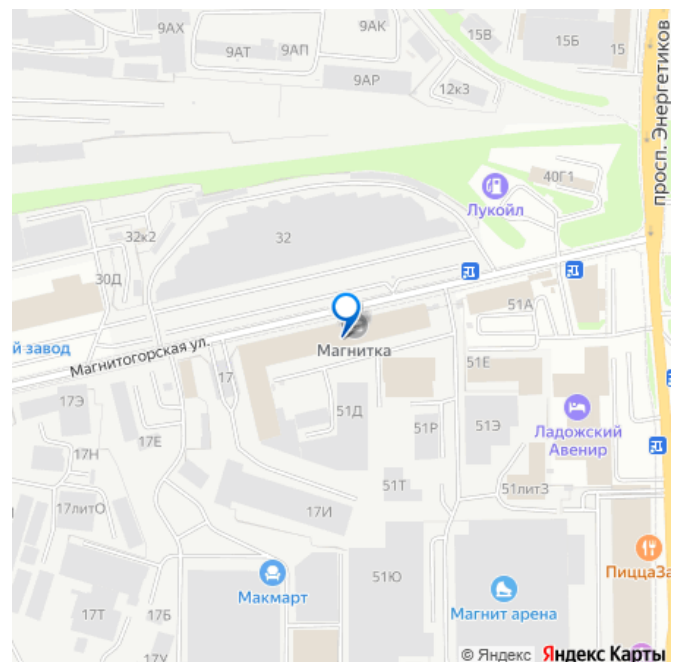 9АХ
9АК
15В
15Б
15
9АТ
9АП
9АР
12к3
просп. Энергетиков
40Г1
Лукойл
32к2
32
30Д
51А
й завод
Магнитогорская ул.
Магнитка
17
51Е
17Э
51Д
51Р
51Э
Ладожский
Авенир
17Е
17Н
51Т
51литЗ
17литО
17И
ПиццаЗа
51Ю
Макмарт
Магнит арена
17Т
17Б
17У
© Яндекс Яндекс Карты